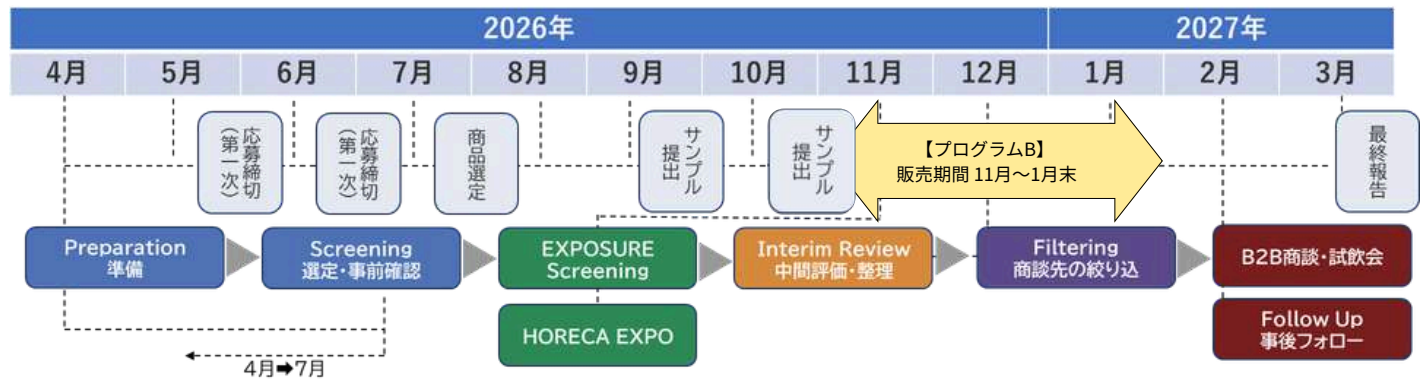 2026年
2027年
4月
5月
6月
7月
8月
9月
10月
11月
12月
1月
2月
3月
応募締切
(第一次)
応募締切
(第一次)
商品選定
サンプル
提出
サンプル
提出
【プログラムB】
販売期間 11月～1月末
最終報告
Preparation
準備
Screening
選定・事前確認
EXPOSURE
Screening
Interim Review
中間評価・整理
Filtering
商談先の絞り込
B2B商談・試飲会
HORECA EXPO
Follow Up
事後フォロー
4月➡7月